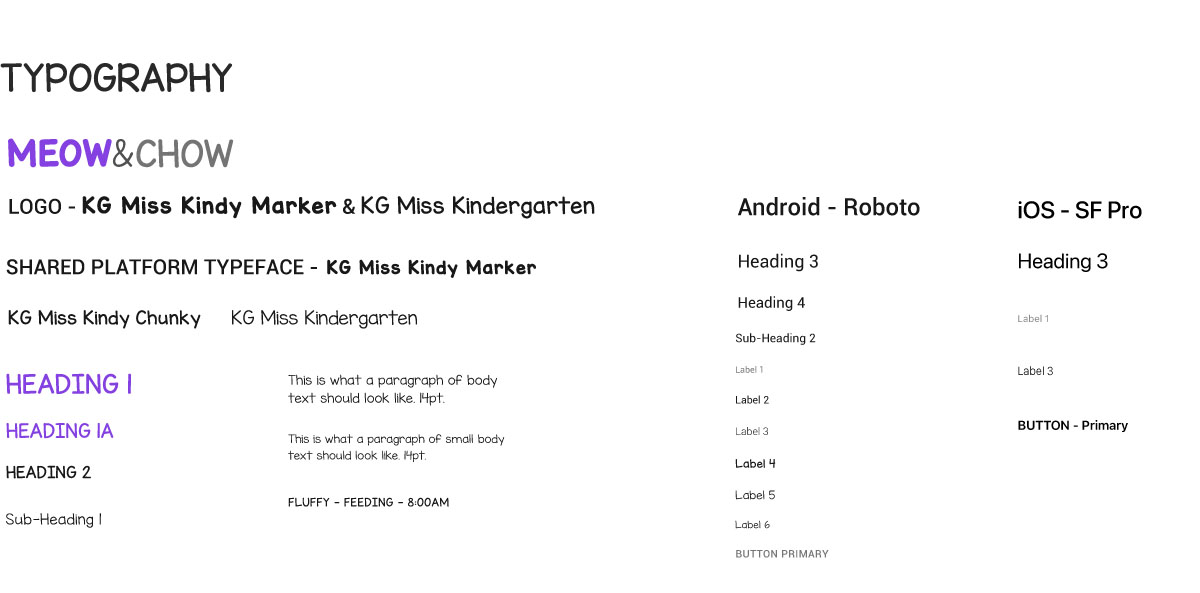 TYPOGRAPHY
MEOW&CHOW
LOGO - KG Miss Kindy Marker & KG Miss Kindergarten
SHARED PLATFORM TYPEFACE - KG Miss Kindy Marker
KG Miss Kindy Chunky KG Miss Kindergarten
HEADING 1
HEADING 1A
HEADING 2
Sub-Heading 1
This is what a paragraph of body
text should look like. 14pt.
This is what a paragraph of small body
text should look like. 14pt.
FLUFFY - FEEDING - 8:00AM
Android - Roboto
Heading 3
Heading 4
Sub-Heading 2
Label 1
Label 2
Label 3
Label 4
Label 5
Label 6
BUTTON PRIMARY
iOS - SF Pro
Heading 3
Label 1
Label 3
BUTTON - Primary